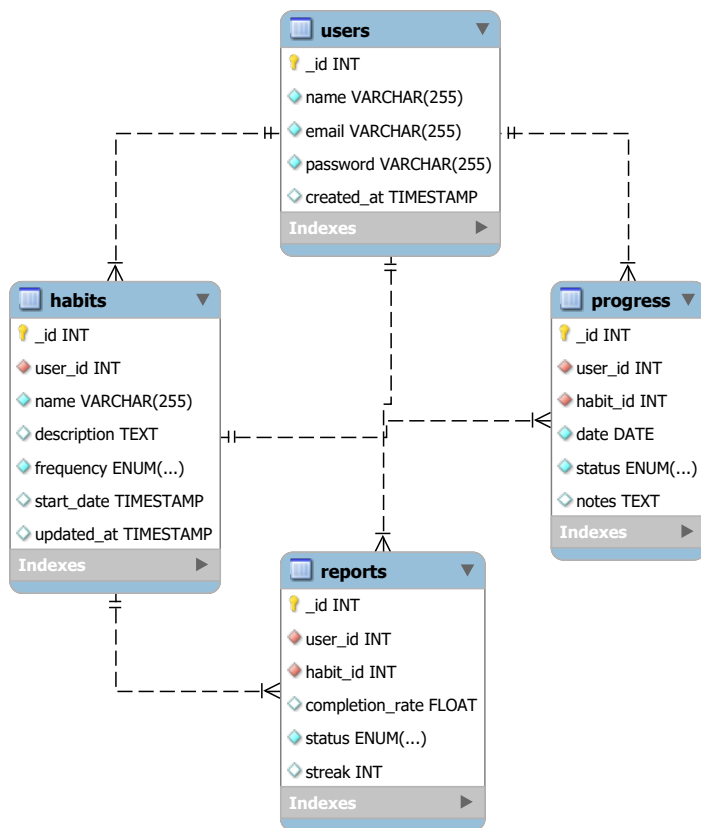 users
_id INT
name VARCHAR(255)
email VARCHAR(255)
password VARCHAR(255)
created_at TIMESTAMP
Indexes
habits
_id INT
user_id INT
name VARCHAR(255)
description TEXT
frequency ENUM(...)
start_date TIMESTAMP
updated_at TIMESTAMP
Indexes
progress
_id INT
user_id INT
habit_id INT
date DATE
status ENUM(...)
notes TEXT
Indexes
reports
_id INT
user_id INT
habit_id INT
completion_rate FLOAT
status ENUM(...)
streak INT
Indexes